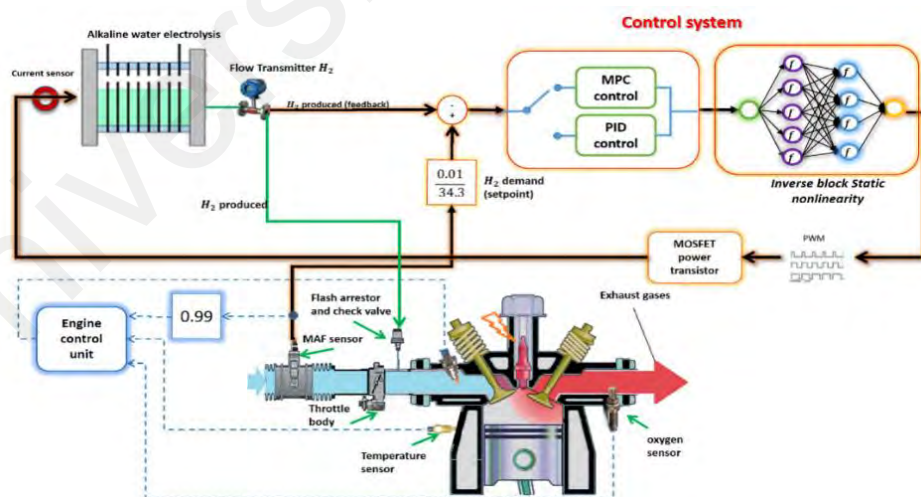 Control system
Alkaline water electrolysis
Current sensor
Flow Transmitter H₂
H₂ produced (feedback)
MPC
control
PID
control
0.01
34.3
H₂ demand
(setpoint)
H₂ produced
Inverse block Static
nonlinearity
PWM
MOSFET
power
transistor
Exhaust gases
Flash arrestor
and check valve
0.99
Engine
control
unit
MAF sensor
Throttle
body
Temperature
sensor
oxygen
sensor
f
f
f
f
f
f
f
f
f